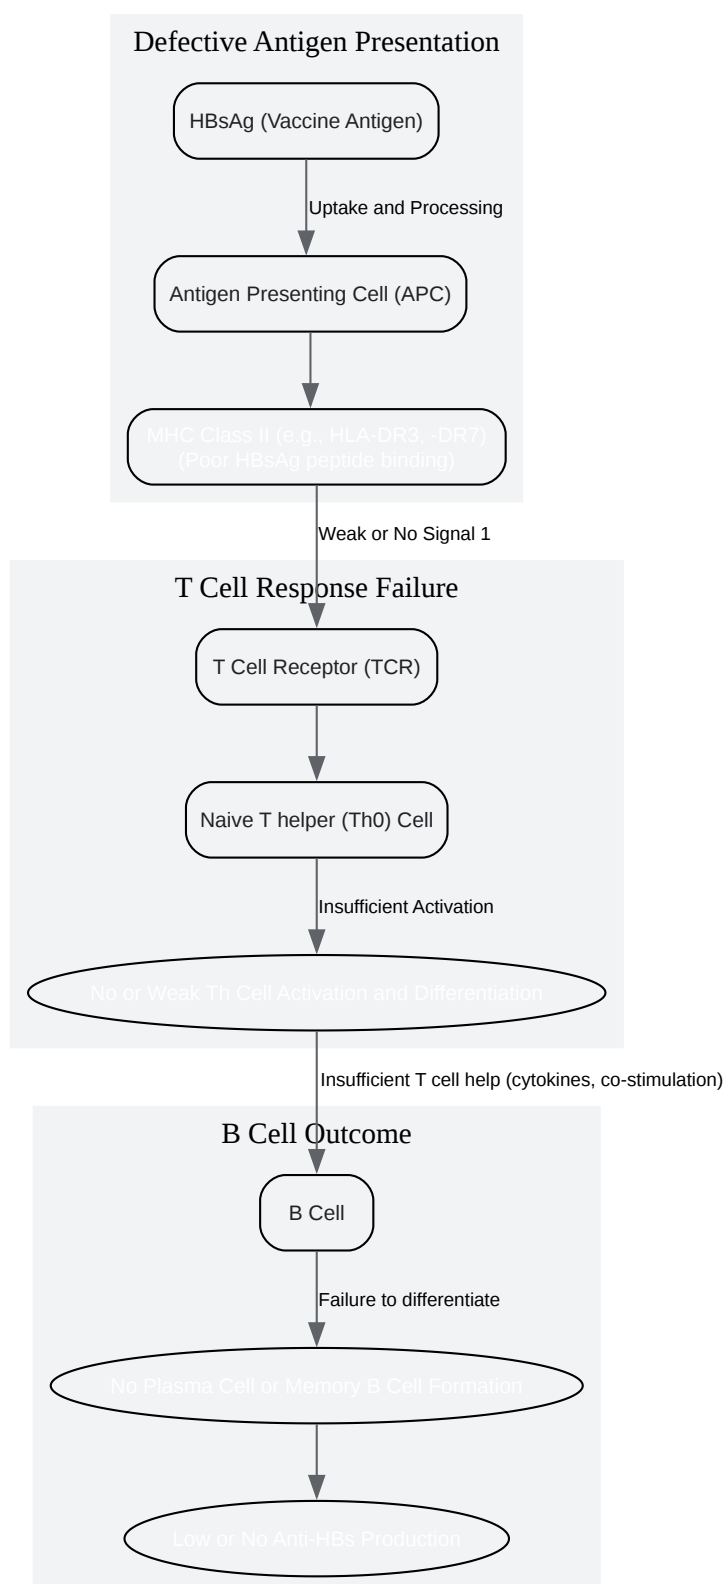 Defective Antigen Presentation
HBsAg (Vaccine Antigen)
Uptake and Processing
Antigen Presenting Cell (APC)
MHC Class II (e.g., HLA-DR3, -DR7)
(Poor HBsAg peptide binding)
Weak or No Signal 1
T Cell Response Failure
T Cell Receptor (TCR)
Naive T helper (Th0) Cell
Insufficient Activation
No or Weak Th Cell Activation and Differentiation
Insufficient T cell help (cytokines, co-stimulation)
B Cell Outcome
B Cell
Failure to differentiate
No Plasma Cell or Memory B Cell Formation
Low or No Anti-HBs Production